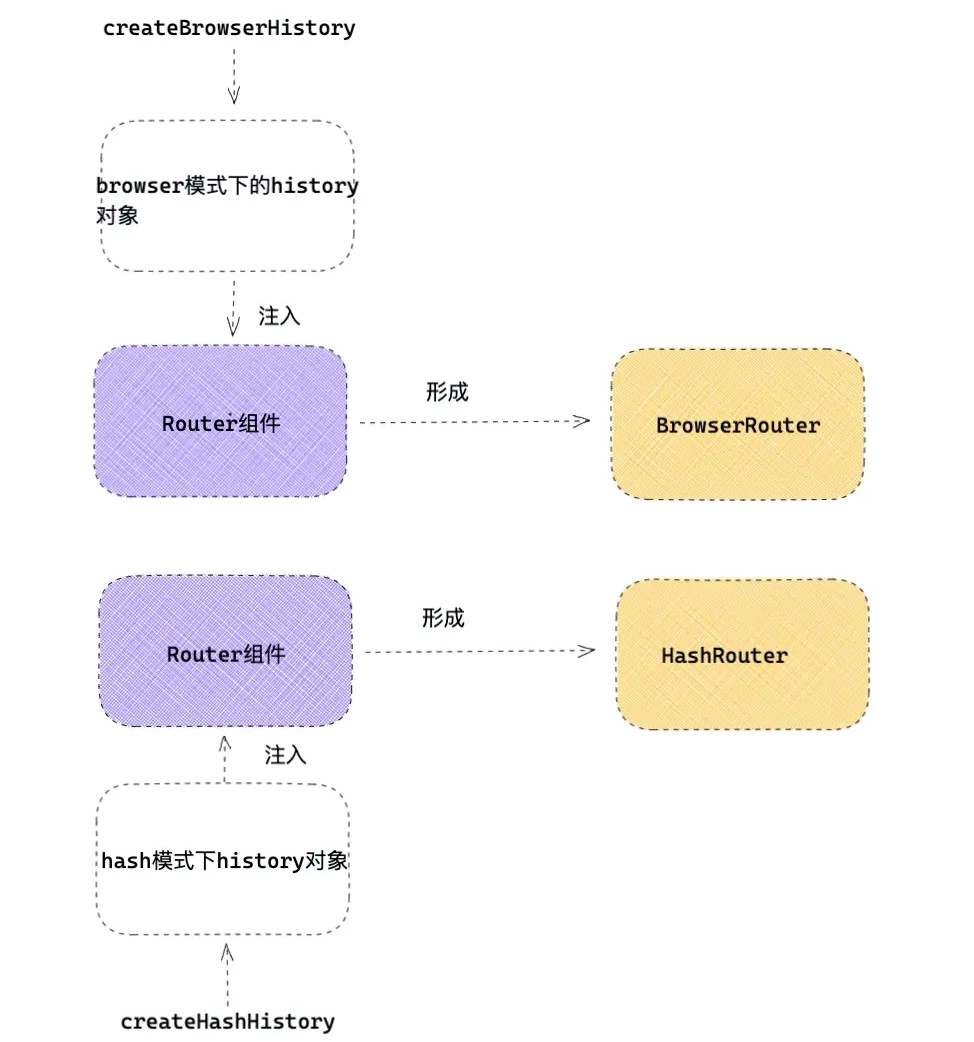 createBrowserHistory
browser模式下的history
对象
注入
形成
Router组件
BrowserRouter
形成
Router组件
HashRouter
注入
hash模式下history对象
createHashHistory